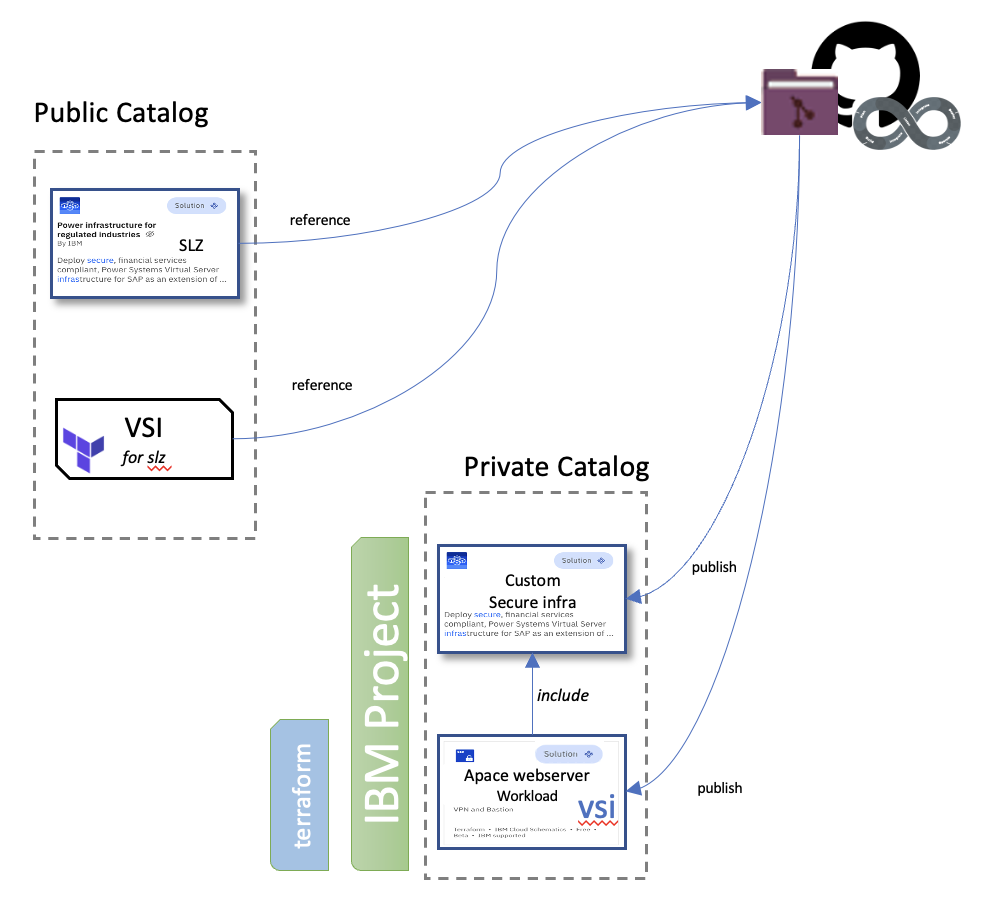 Public Catalog
Solution
Power infrastructure for
regulated industries
By IBM
SLZ
Deploy secure, financial services
compliant, Power Systems Virtual Server
infrastructure for SAP as an extension of ...
reference
reference
VSI
for slz
Private Catalog
Solution
Custom
Secure infra
Deploy secure, financial services
compliant, Power Systems Virtual Server
infrastructure for SAP as an extension of ...
publish
include
IBM Project
terraform
Solution
Apace webserver
Workload
vsi
VPN and Bastion
Terraform • IBM Cloud Schematics • Free •
Beta • IBM supported
publish